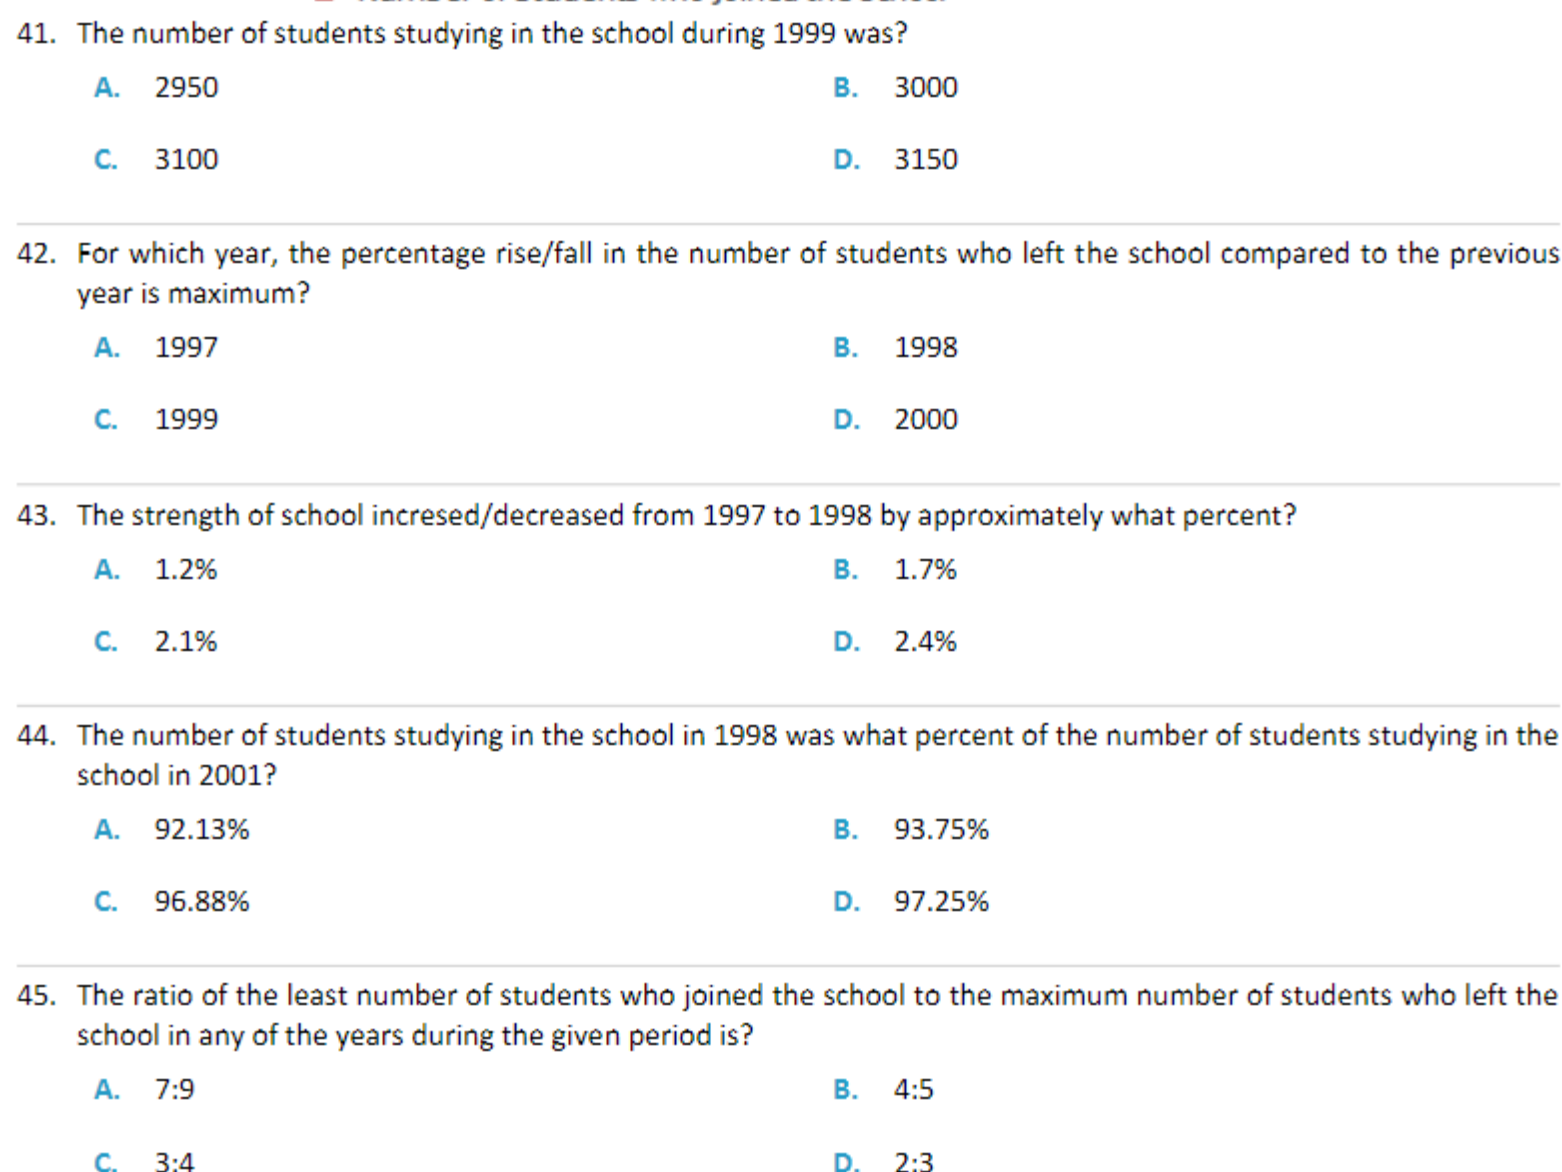 41. The number of students studying in the school during 1999 was?
A. 2950 B. 3000
C. 3100 D. 3150
42. For which year, the percentage rise/fall in the number of students who left the school compared to the previous
year is maximum?
A. 1997 B. 1998
C. 1999 D. 2000
43. The strength of school incresed/decreased from 1997 to 1998 by approximately what percent?
A. 1.2% B. 1.7%
C. 2.1% D. 2.4%
44. The number of students studying in the school in 1998 was what percent of the number of students studying in the
school in 2001?
A. 92.13% B. 93.75%
C. 96.88% D. 97.25%
45. The ratio of the least number of students who joined the school to the maximum number of students who left the
school in any of the years during the given period is?
A. 7:9 B. 4:5
C. 3:4 D. 2:3